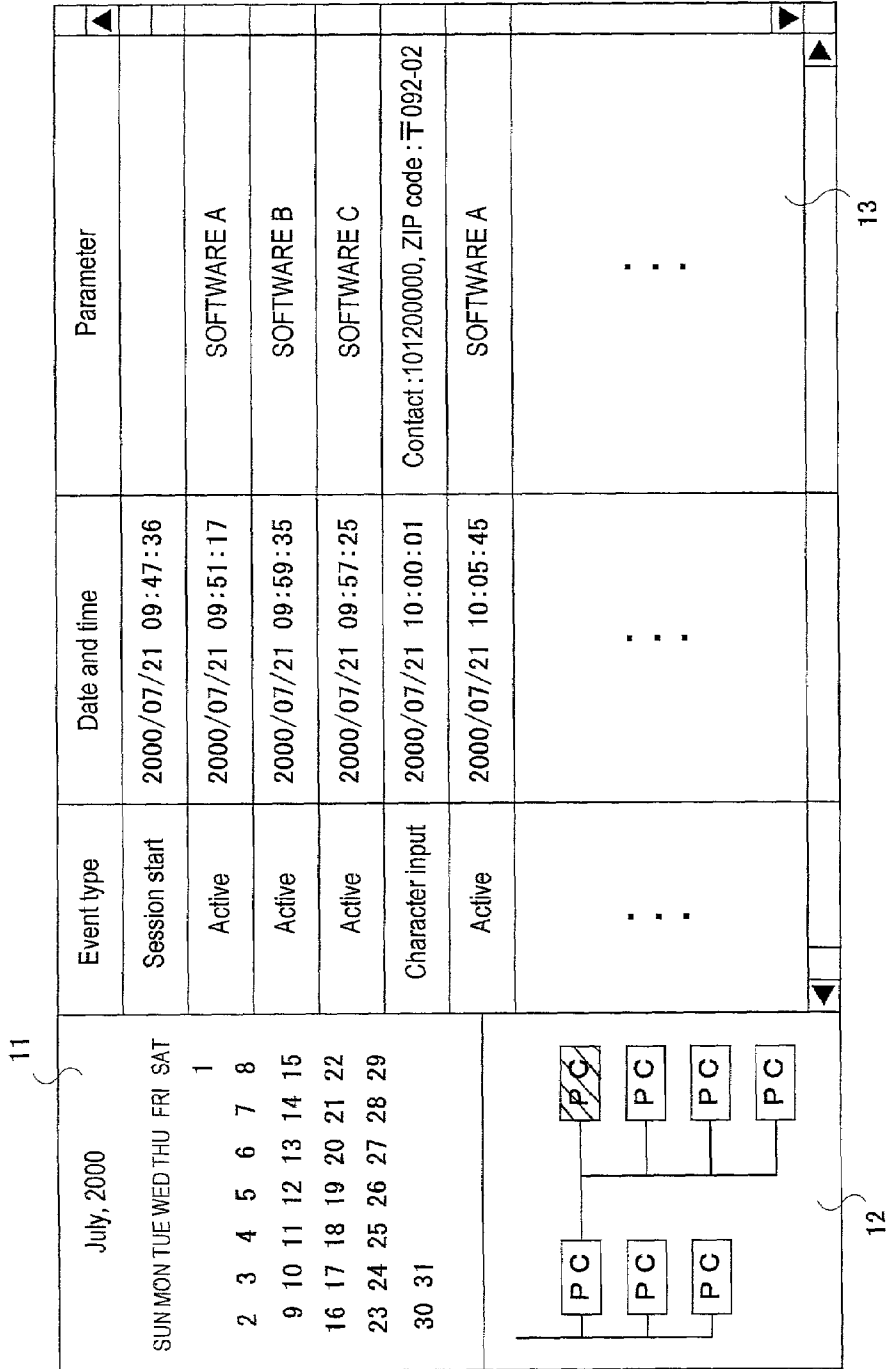 11
July, 2000
SUN MON TUE WED THU FRI SAT
1
2 3 4 5 6 7 8
9 10 11 12 13 14 15
16 17 18 19 20 21 22
23 24 25 26 27 28 29
30 31
PC PC
PC PC
PC PC
PC
12
Event type Date and time Parameter
Session start 2000/07/21 09:47:36
Active 2000/07/21 09:51:17 SOFTWARE A
Active 2000/07/21 09:59:35 SOFTWARE B
Active 2000/07/21 09:57:25 SOFTWARE C
Character input 2000/07/21 10:00:01 Contact:101200000, ZIP code:〒092-02
Active 2000/07/21 10:05:45 SOFTWARE A
... ... ...
13